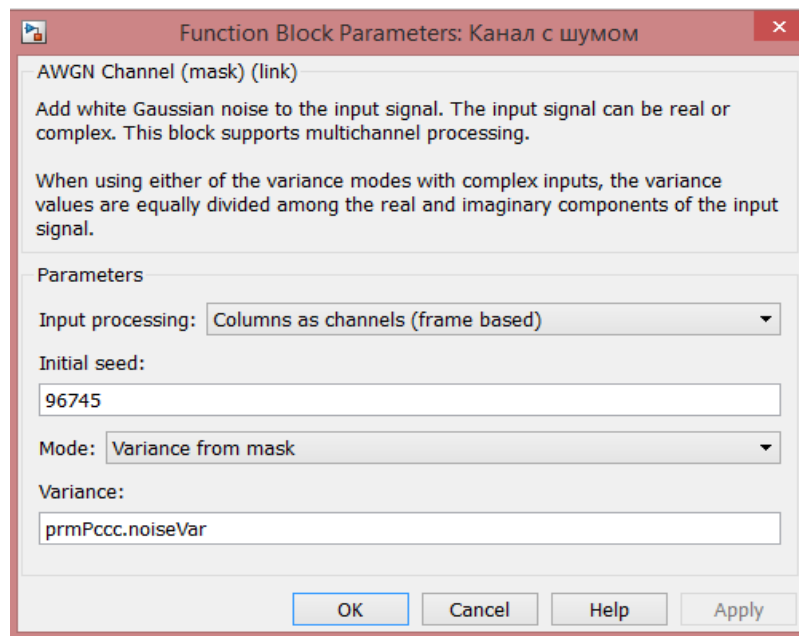 Function Block Parameters: Канал с шумом
AWGN Channel (mask) (link)
Add white Gaussian noise to the input signal. The input signal can be real or
complex. This block supports multichannel processing.
When using either of the variance modes with complex inputs, the variance
values are equally divided among the real and imaginary components of the input
signal.
Parameters
Input processing: Columns as channels (frame based)
Initial seed:
96745
Mode: Variance from mask
Variance:
prmPccc.noiseVar
OK Cancel Help Apply